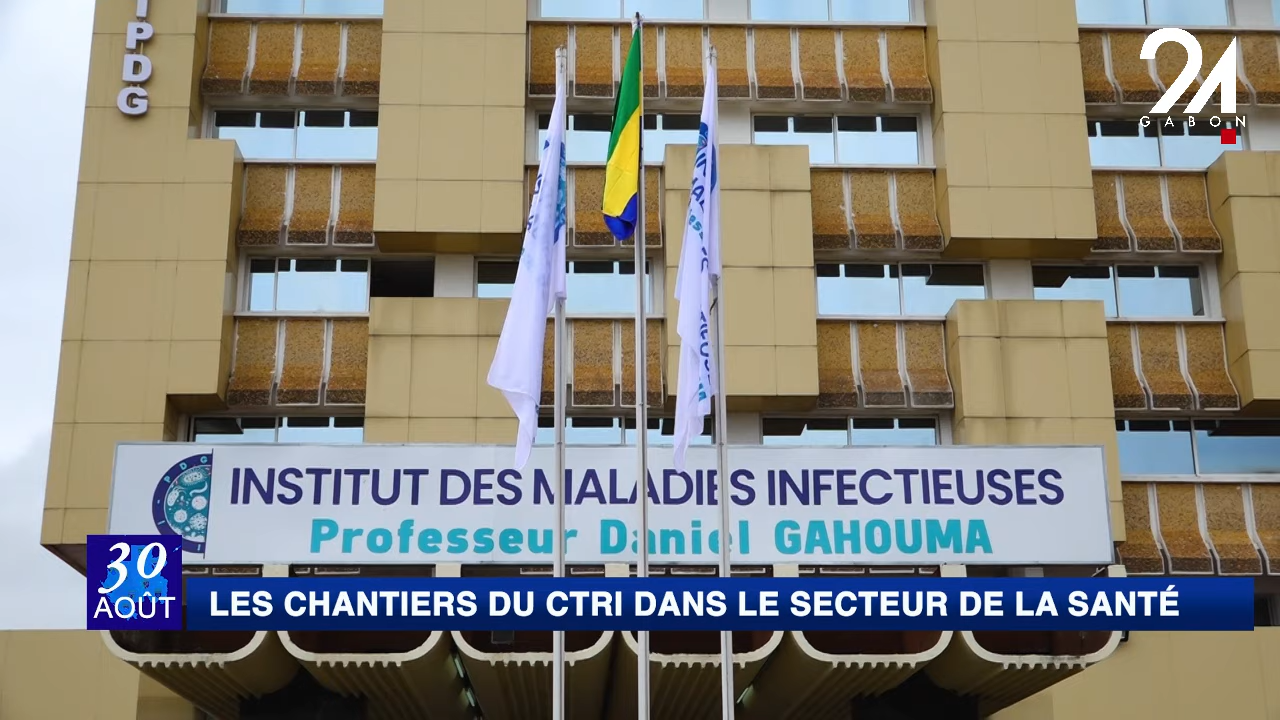 IPDG
24
GABON
INSTITUT DES MALADIES INFECTIEUSES
Professeur Daniel GAHOUMA
30
AOÛT
LES CHANTIERS DU CTRI DANS LE SECTEUR DE LA SANTÉ